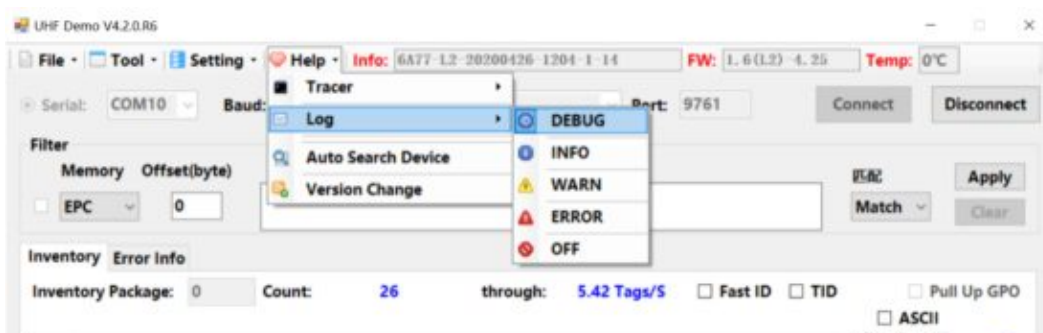 UHF Demo V4.2.0.R6
File Tool Setting Help Info: 6A77-L2-20200426-1204-1-14 FW: 1.6(L2)-4.25 Temp: 0°C
Tracer
Serial: COM10 Baud: Port: 9761 Connect Disconnect
Log DEBUG
Filter
Auto Search Device INFO
Memory Offset(byte) 匹配 Apply
Version Change WARN
EPC 0 Match Clear
ERROR
Inventory Error Info OFF
Inventory Package: 0 Count: 26 through: 5.42 Tags/S Fast ID TID Pull Up GPO
ASCII